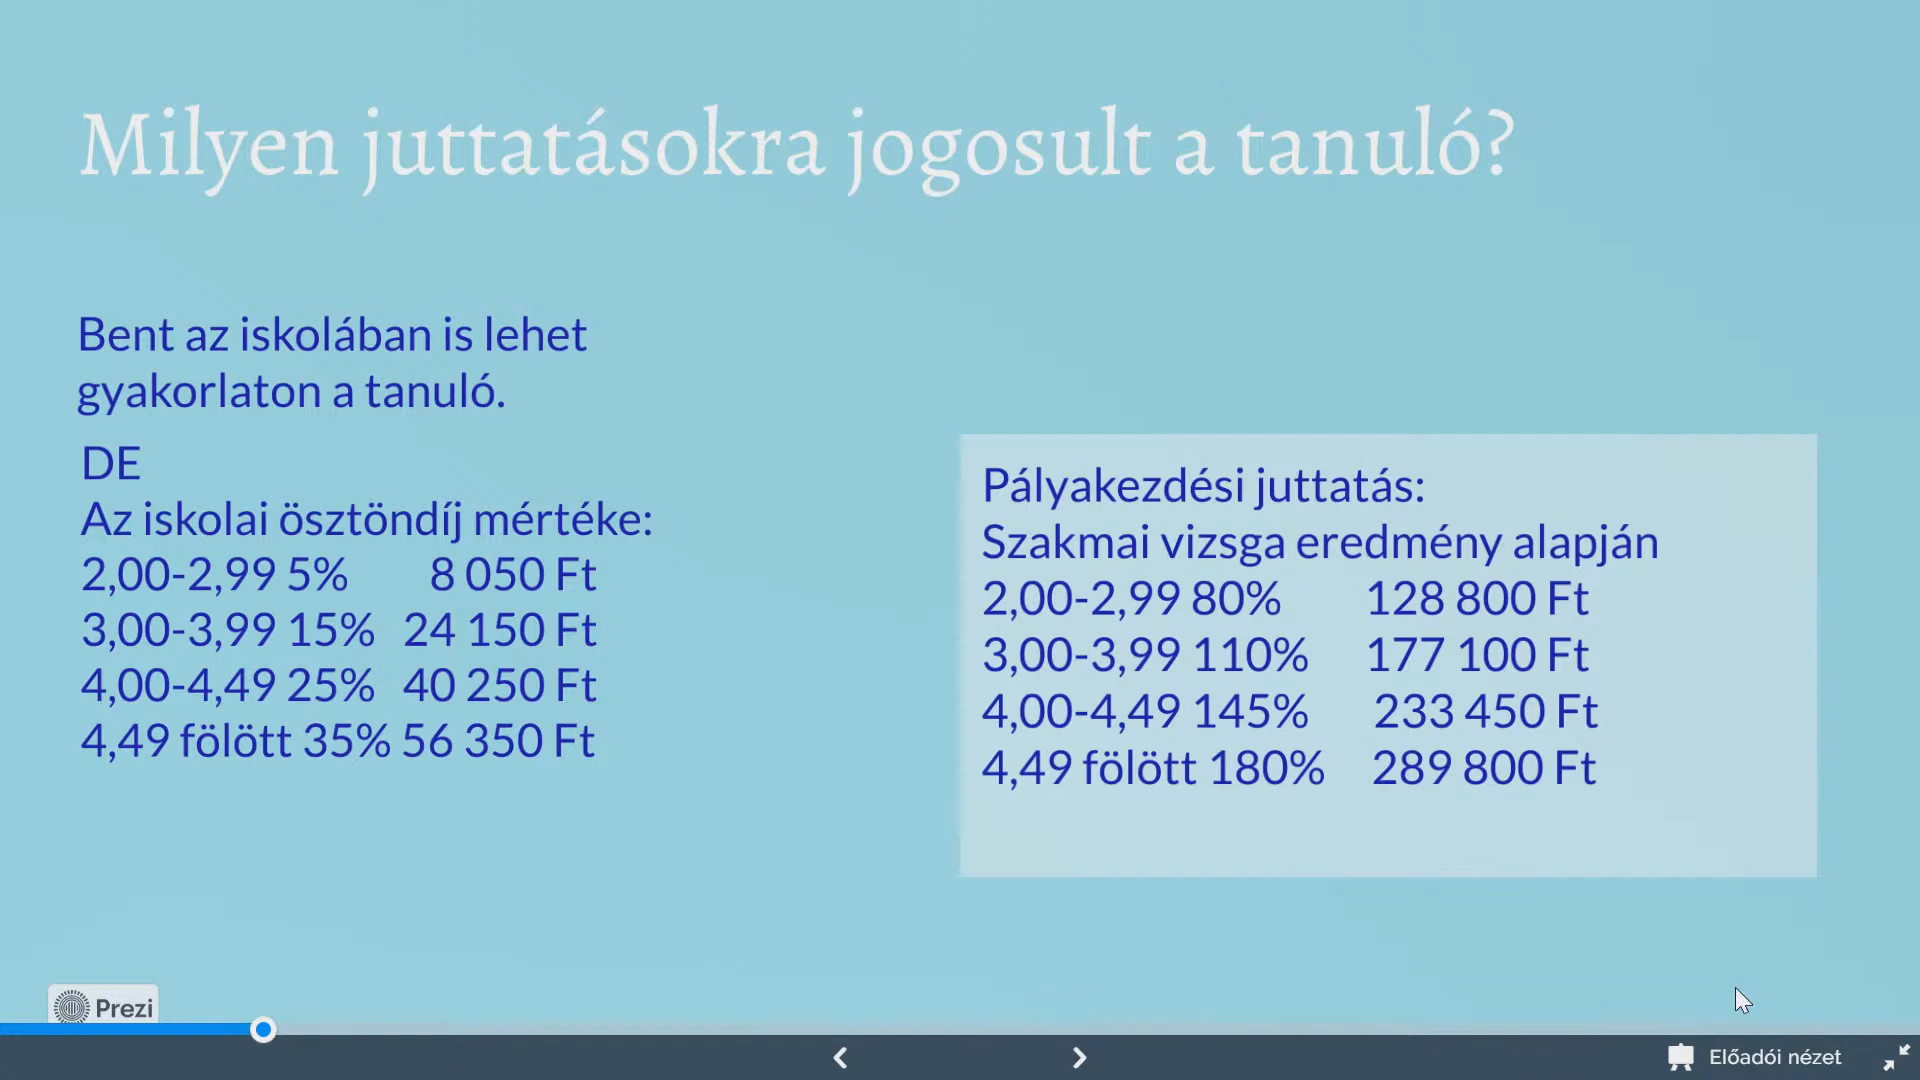 Milyen juttatásokra jogosult a tanuló?
Bent az iskolában is lehet
gyakorlaton a tanuló.
DE
Az iskolai ösztöndíj mértéke:
2,00-2,99 5% 8 050 Ft
3,00-3,99 15% 24 150 Ft
4,00-4,49 25% 40 250 Ft
4,49 fölött 35% 56 350 Ft
Pályakezdési juttatás:
Szakmai vizsga eredmény alapján
2,00-2,99 80% 128 800 Ft
3,00-3,99 110% 177 100 Ft
4,00-4,49 145% 233 450 Ft
4,49 fölött 180% 289 800 Ft
Prezi
Előadói nézet